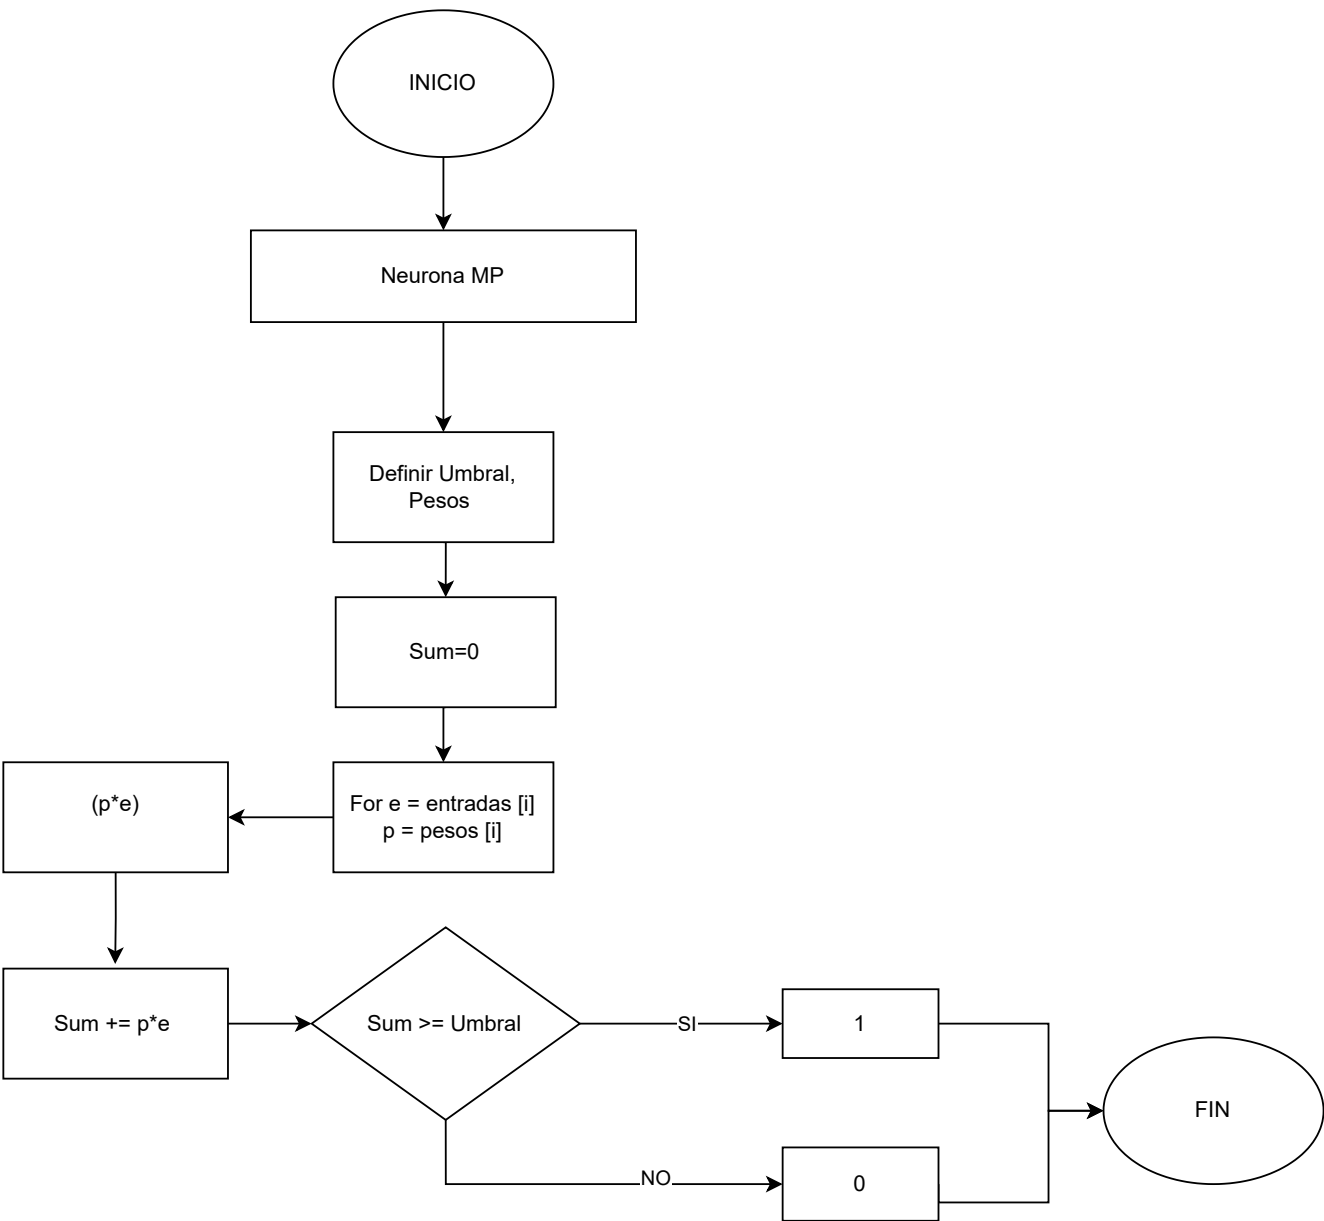 INICIO
Neurona MP
Definir Umbral,
Pesos
Sum=0
For e = entradas [i]
p = pesos [i]
(p*e)
Sum += p*e
Sum >= Umbral
SI
1
NO
0
FIN